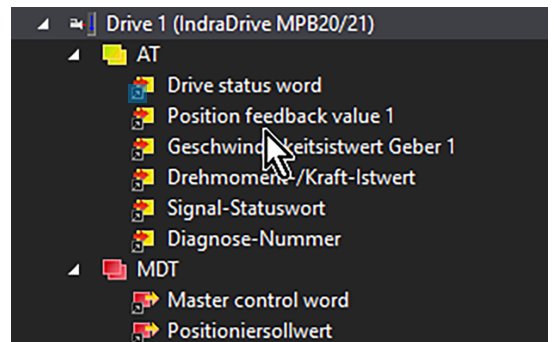 Drive 1 (IndraDrive MPB20/21)
AT
Drive status word
Position feedback value 1
Geschwindigkeitsistwert Geber 1
Drehmoment-/Kraft-Istwert
Signal-Statuswort
Diagnose-Nummer
MDT
Master control word
Positioniersollwert